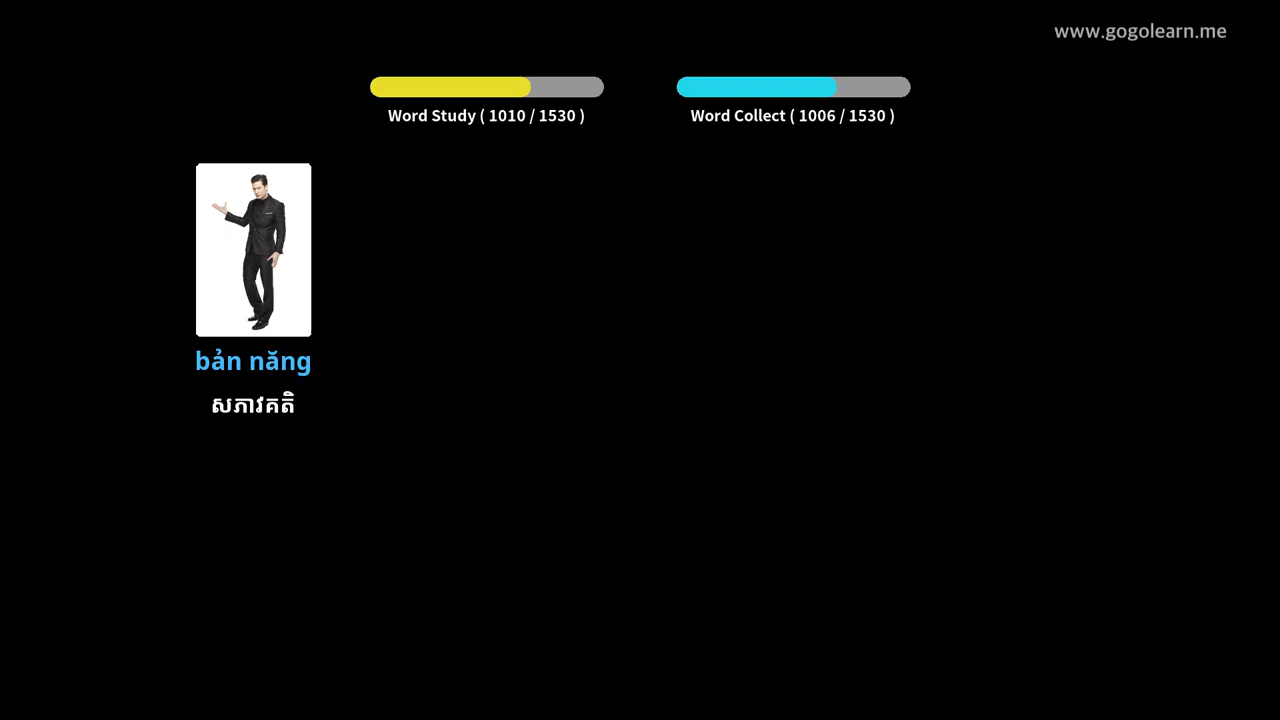 www.gogolearn.me
Word Study ( 1010 / 1530 )
Word Collect ( 1006 / 1530 )
bản năng
សភាវគតិ